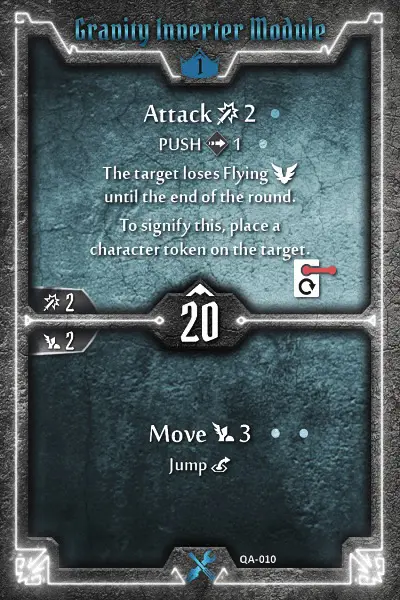 Gravity Inverter Module
1
Attack 2
PUSH 1
The target loses Flying
until the end of the round.
To signify this, place a
character token on the target
2
20
2
Move 3
Jump
QA-010